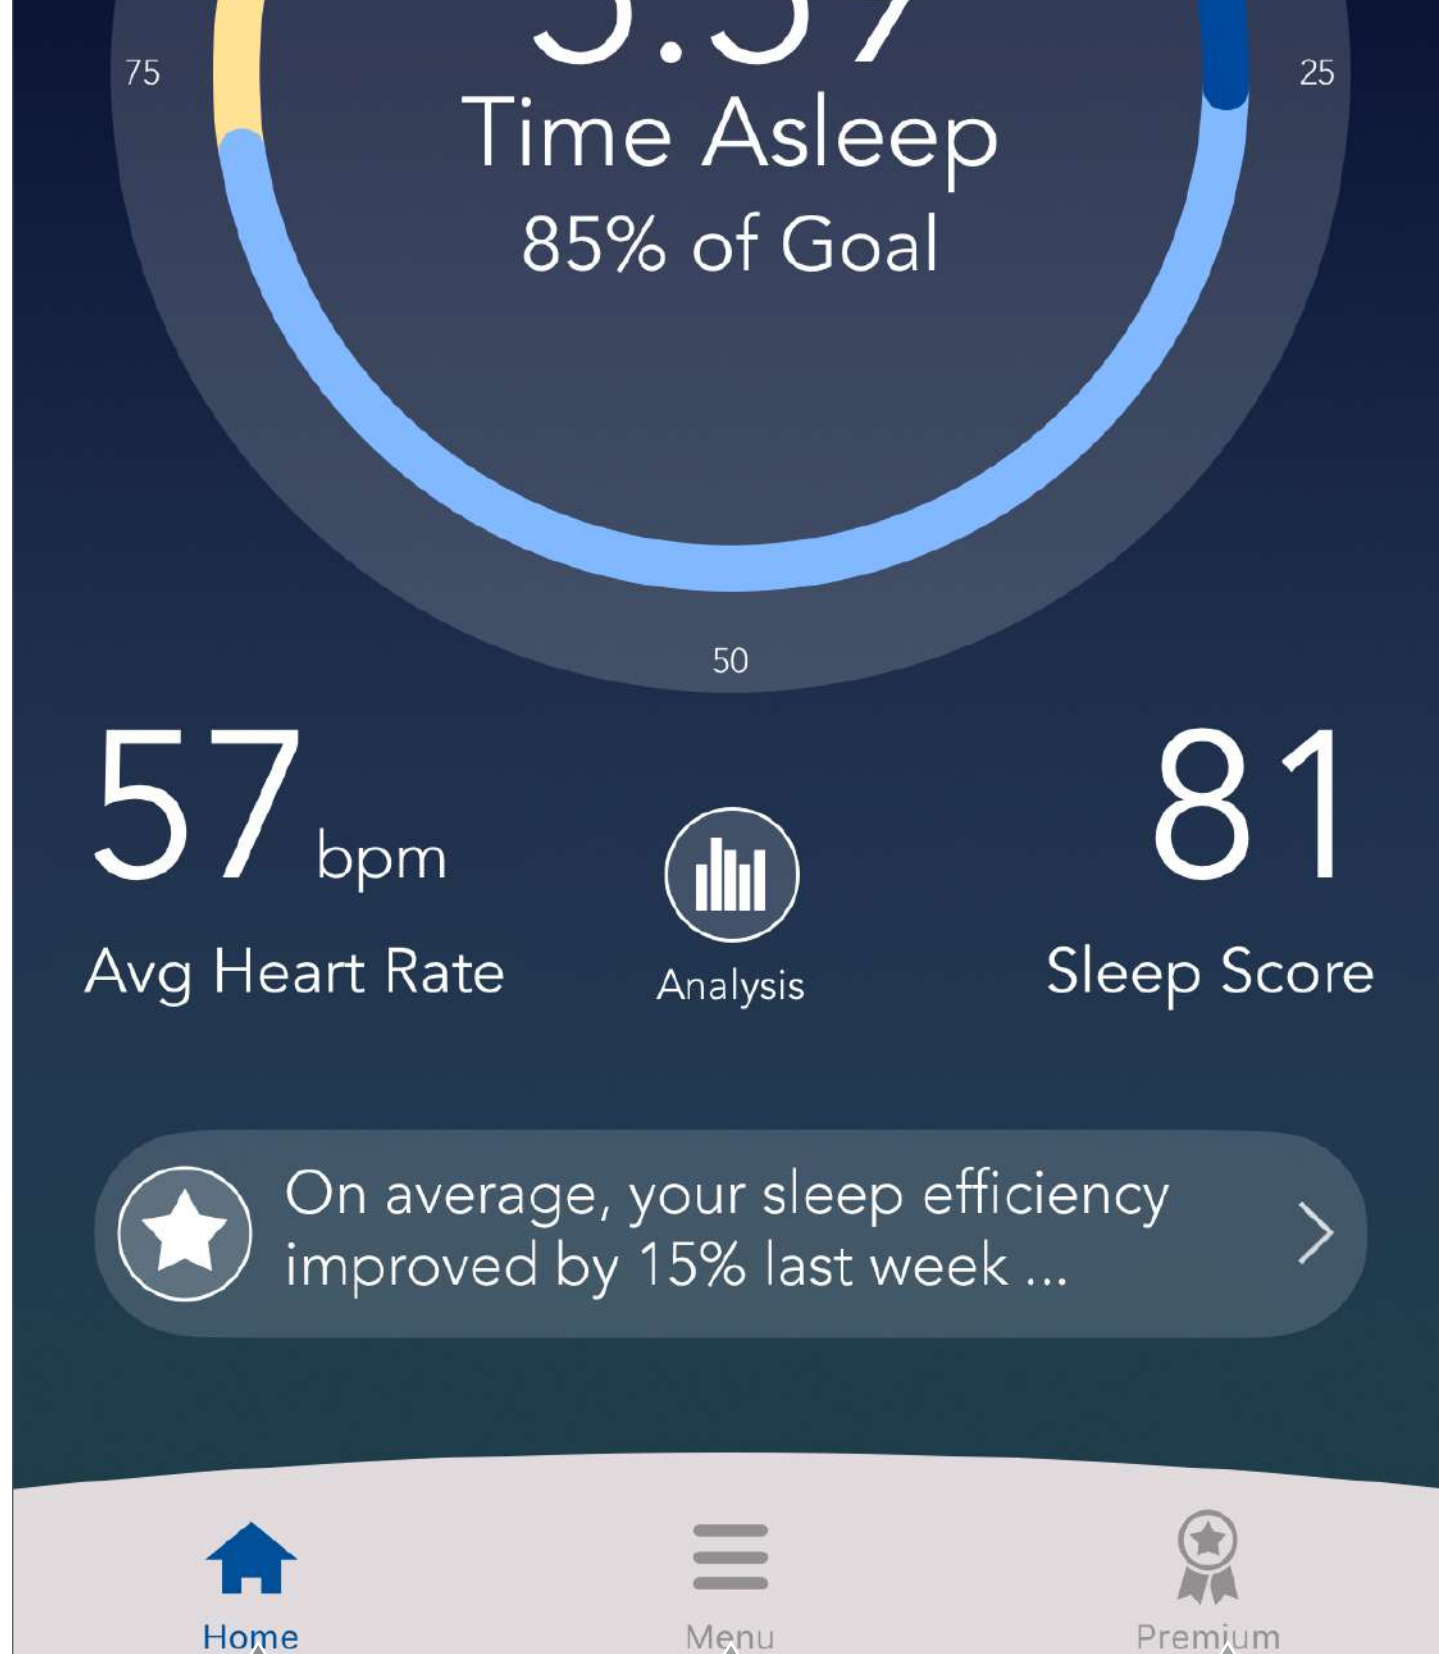 75
25
Time Asleep
85% of Goal
50
57 bpm
81
Avg Heart Rate
Analysis
Sleep Score
On average, your sleep efficiency
improved by 15% last week ...
Home
Menu
Premium